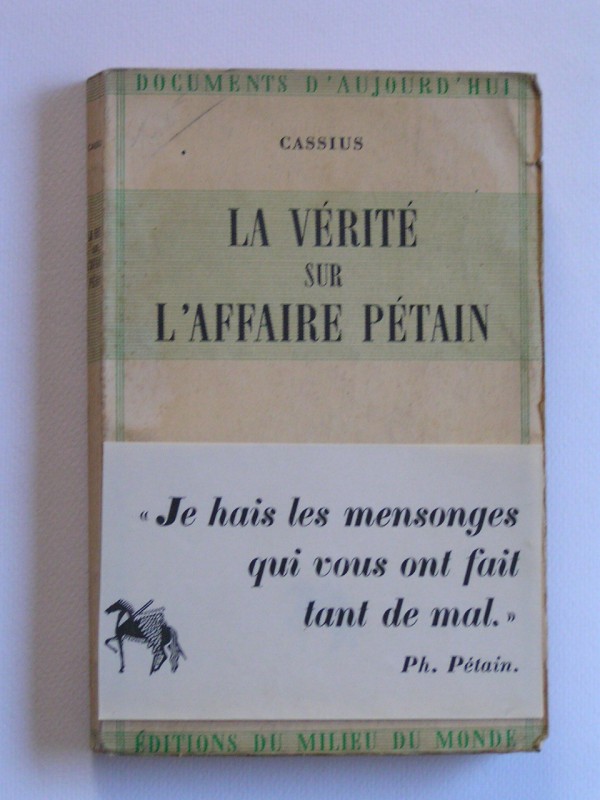 DOCUMENTS D'AUJOURD'HUI
CASSIUS
LA VÉRITÉ
SUR
L'AFFAIRE PÉTAIN
« Je hais les mensonges
qui vous ont fait
tant de mal. »
Ph. Pétain.
ÉDITIONS DU MILIEU DU MONDE